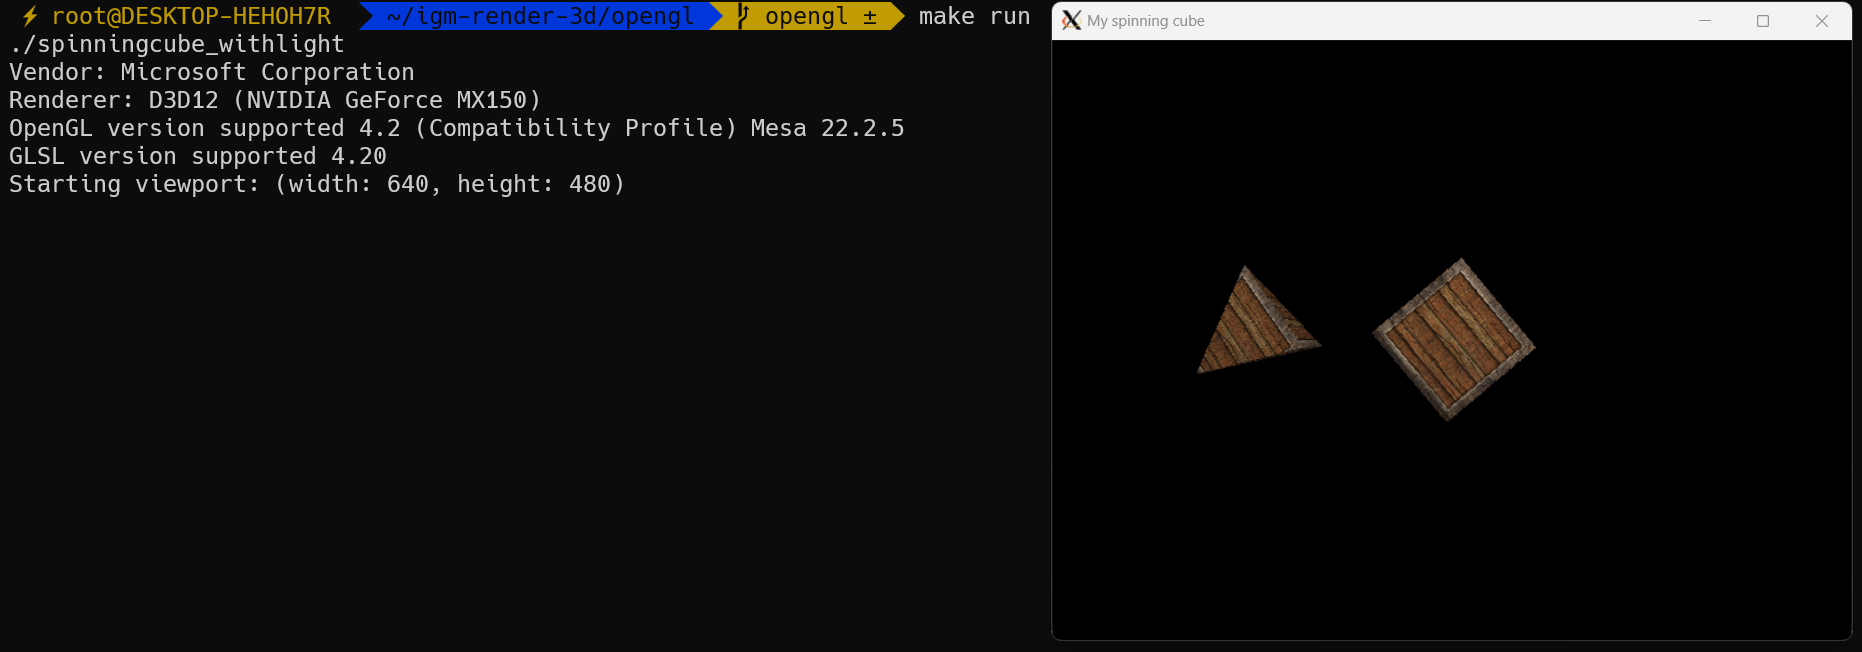 ⚡ root@DESKTOP-HEHOH7R ~/igm-render-3d/opengl opengl ± make run
./spinningcube_withlight
Vendor: Microsoft Corporation
Renderer: D3D12 (NVIDIA GeForce MX150)
OpenGL version supported 4.2 (Compatibility Profile) Mesa 22.2.5
GLSL version supported 4.20
Starting viewport: (width: 640, height: 480)
My spinning cube